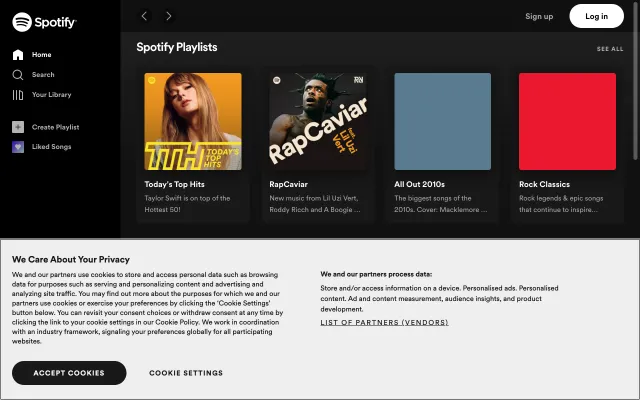 Spotify
Home
Search
Your Library
Create Playlist
Liked Songs
Sign up
Log in
Spotify Playlists
SEE ALL
TTH TODAY'S
TOP
HITS
RapCaviar
feat.
Lil Uzi
Vert
Today's Top Hits
Taylor Swift is on top of the
Hottest 50!
RapCaviar
New music from Lil Uzi Vert,
Roddy Ricch and A Boogie ...
All Out 2010s
The biggest songs of the
2010s. Cover: Macklemore ...
Rock Classics
Rock legends & epic songs
that continue to inspire...
We Care About Your Privacy
We and our partners use cookies to store and access personal data such as browsing
data for purposes such as serving and personalizing content and advertising and
analyzing site traffic. You may find out more about the purposes for which we and our
partners use cookies or exercise your preferences by clicking the 'Cookie Settings'
button below. You can revisit your consent choices or withdraw consent at any time by
clicking the link to your cookie settings in our Cookie Policy. We work in coordination
with an industry framework, signaling your preferences globally for all participating
websites.
ACCEPT COOKIES
COOKIE SETTINGS
We and our partners process data:
Store and/or access information on a device. Personalised ads. Personalised
content. Ad and content measurement, audience insights, and product
development.
LIST OF PARTNERS (VENDORS)